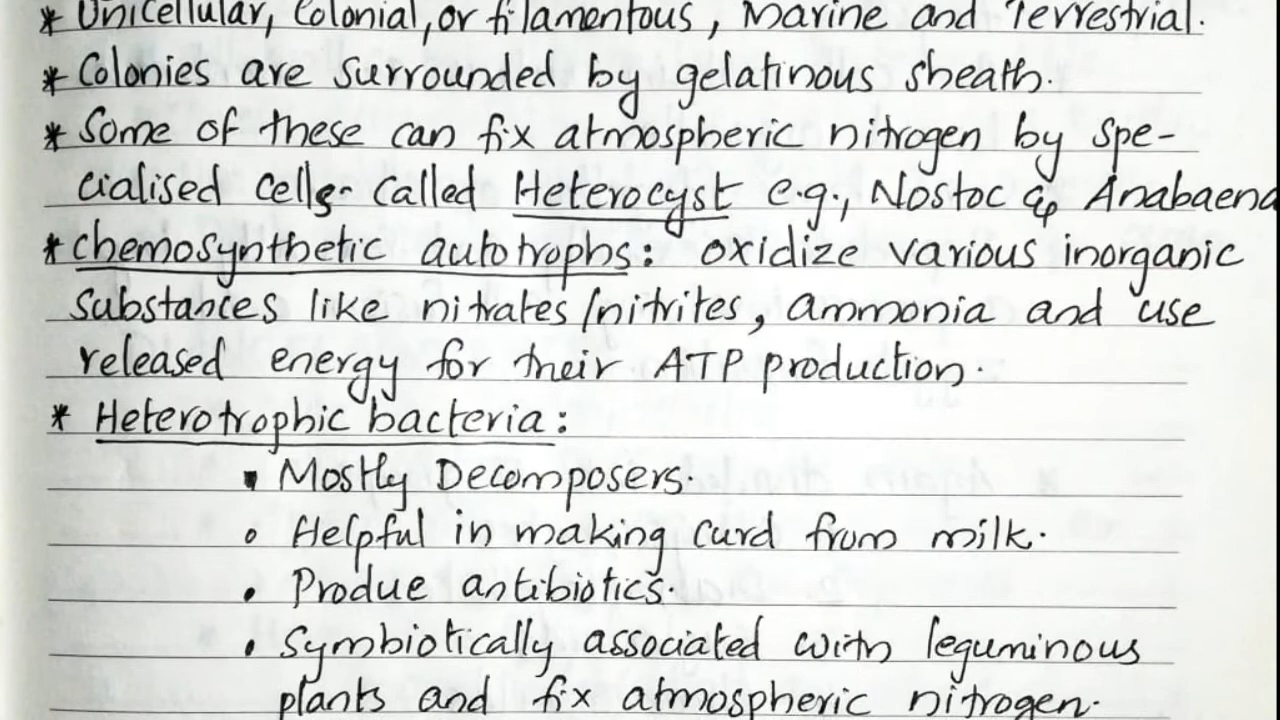 * Unicellular, Colonial, or filamentous, Marine and Terrestrial.
* Colonies are surrounded by gelatinous sheath.
* Some of these can fix atmospheric nitrogen by spe-
cialised cells called Heterocyst e.g., Nostoc & Anabaena
* chemosynthetic autotrophs: oxidize various inorganic
substances like nitrates/nitrites, ammonia and use
released energy for their ATP production.
* Heterotrophic bacteria:
▪ Mostly Decomposers.
• Helpful in making curd from milk.
• Produe antibiotics.
• Symbiotically associated with leguminous
plants and fix atmospheric nitrogen.